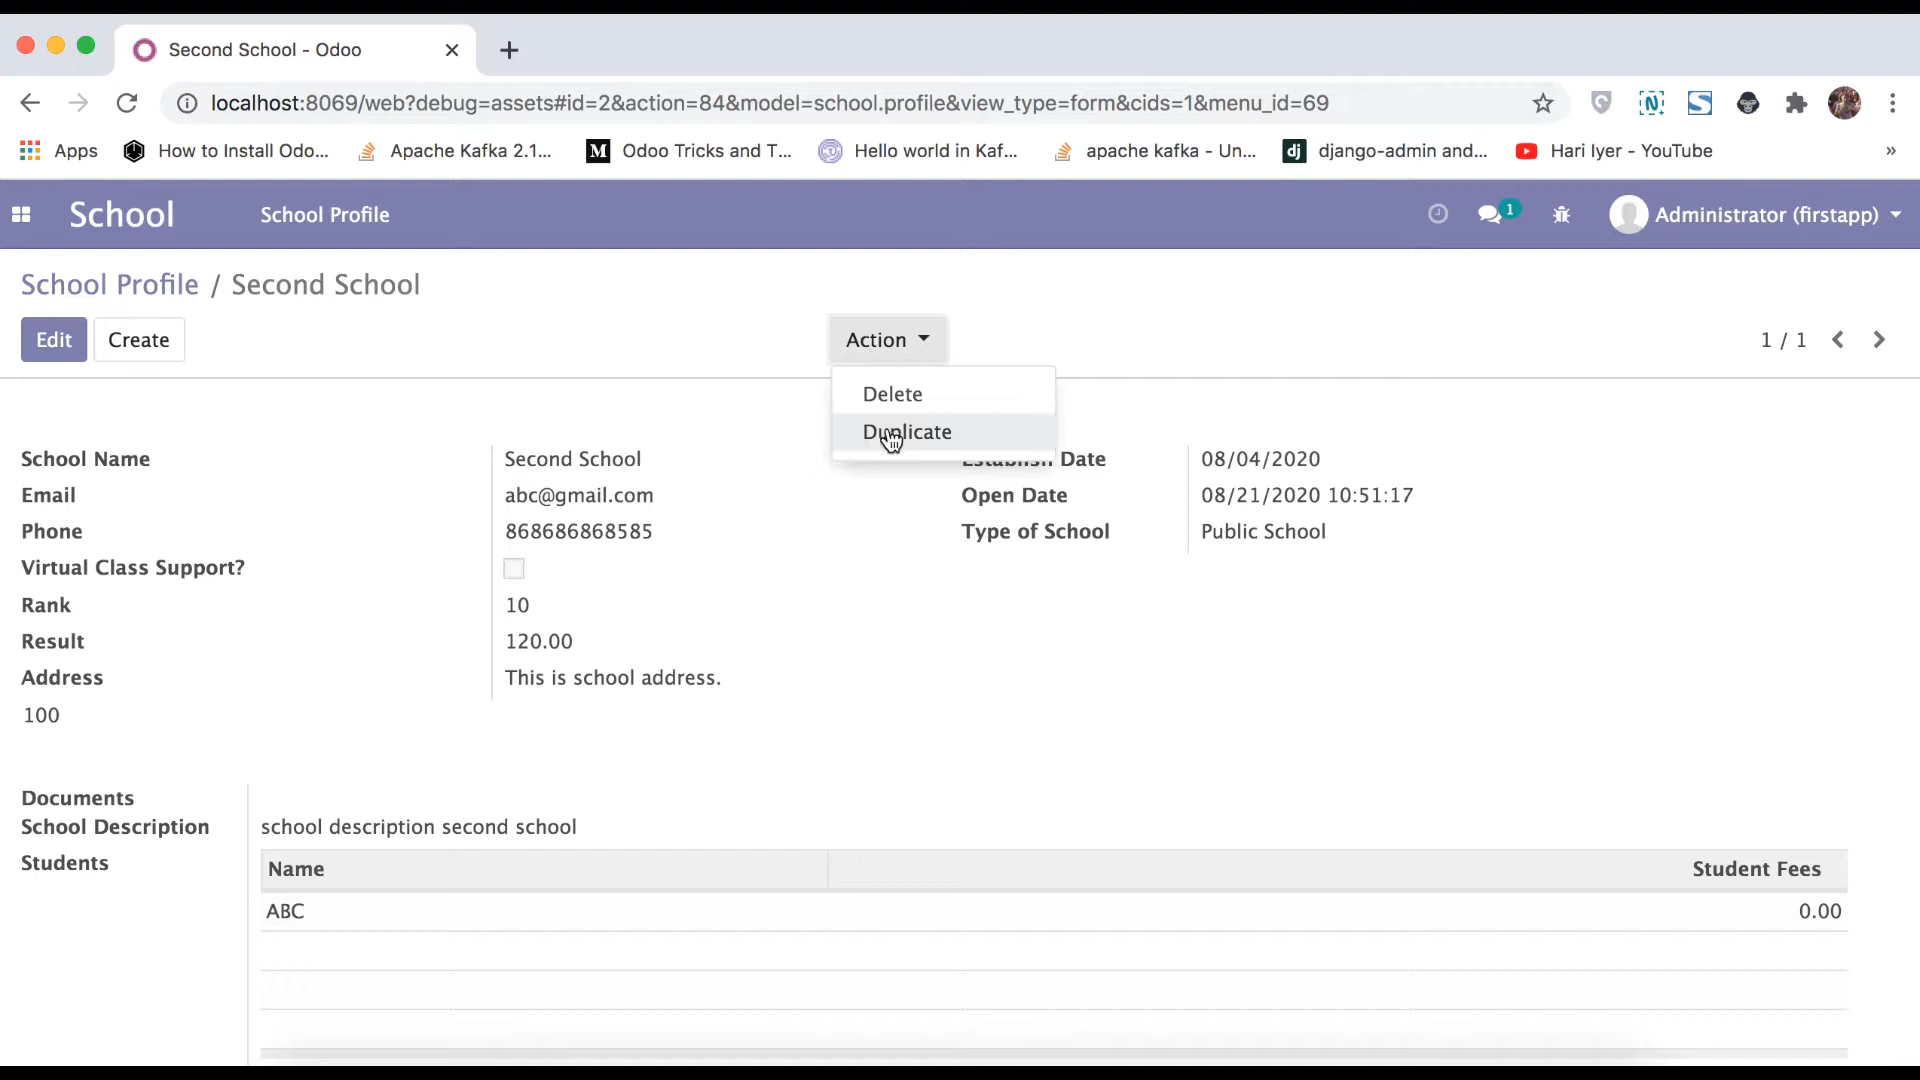 Second School - Odoo
localhost:8069/web?debug=assets#id=2&action=84&model=school.profile&view_type=form&cids=1&menu_id=69
Apps How to Install Odo... Apache Kafka 2.1... M Odoo Tricks and T... Hello world in Kaf... apache kafka - Un... dj django-admin and... Hari Iyer - YouTube »
School School Profile 1 Administrator (firstapp)
School Profile / Second School
Edit Create Action 1 / 1
Delete
Duplicate
School Name Second School Establish Date 08/04/2020
Email abc@gmail.com Open Date 08/21/2020 10:51:17
Phone 868686868585 Type of School Public School
Virtual Class Support?
Rank 10
Result 120.00
Address This is school address.
100
Documents
School Description school description second school
Students
Name Student Fees
ABC 0.00